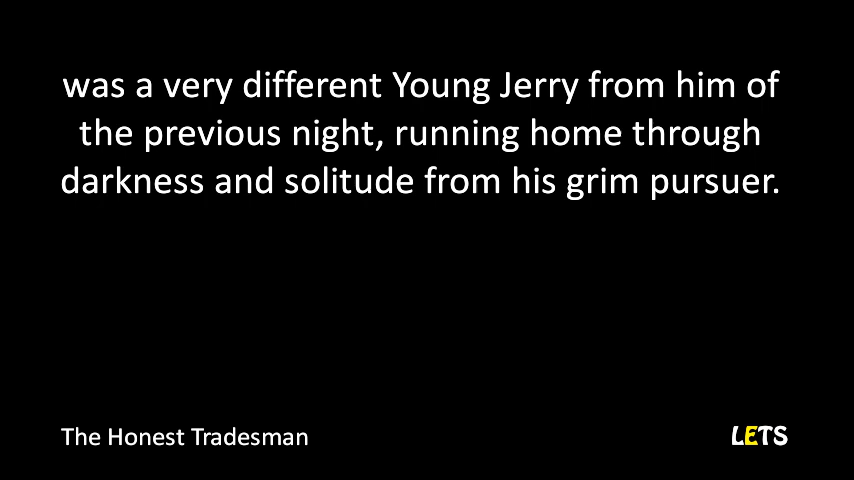 was a very different Young Jerry from him of
the previous night, running home through
darkness and solitude from his grim pursuer.
The Honest Tradesman
LETS